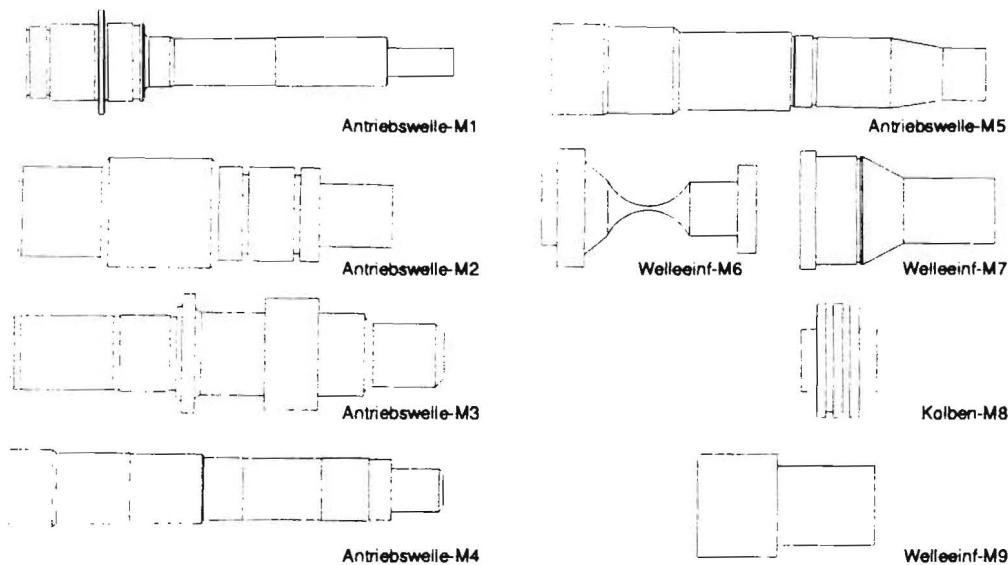 Antriebswelle-M1
Antriebswelle-M5
Antriebswelle-M2
Welleeinf-M6
Welleeinf-M7
Antriebswelle-M3
Kolben-M8
Antriebswelle-M4
Welleeinf-M9